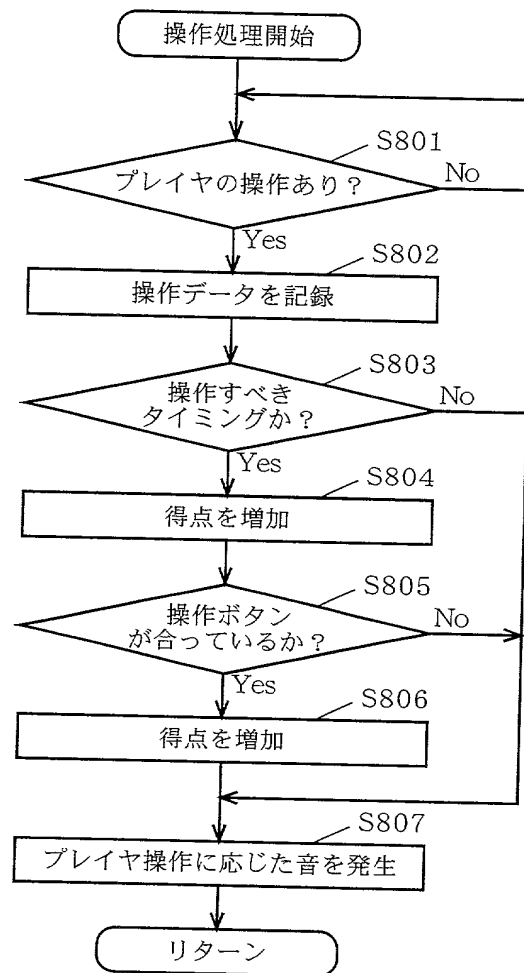 操作処理開始
S801
プレイヤの操作あり？
No
Yes
S802
操作データを記録
S803
操作すべき
タイミングか？
No
Yes
S804
得点を増加
S805
操作ボタン
が合っているか？
No
Yes
S806
得点を増加
S807
プレイヤ操作に応じた音を発生
リターン